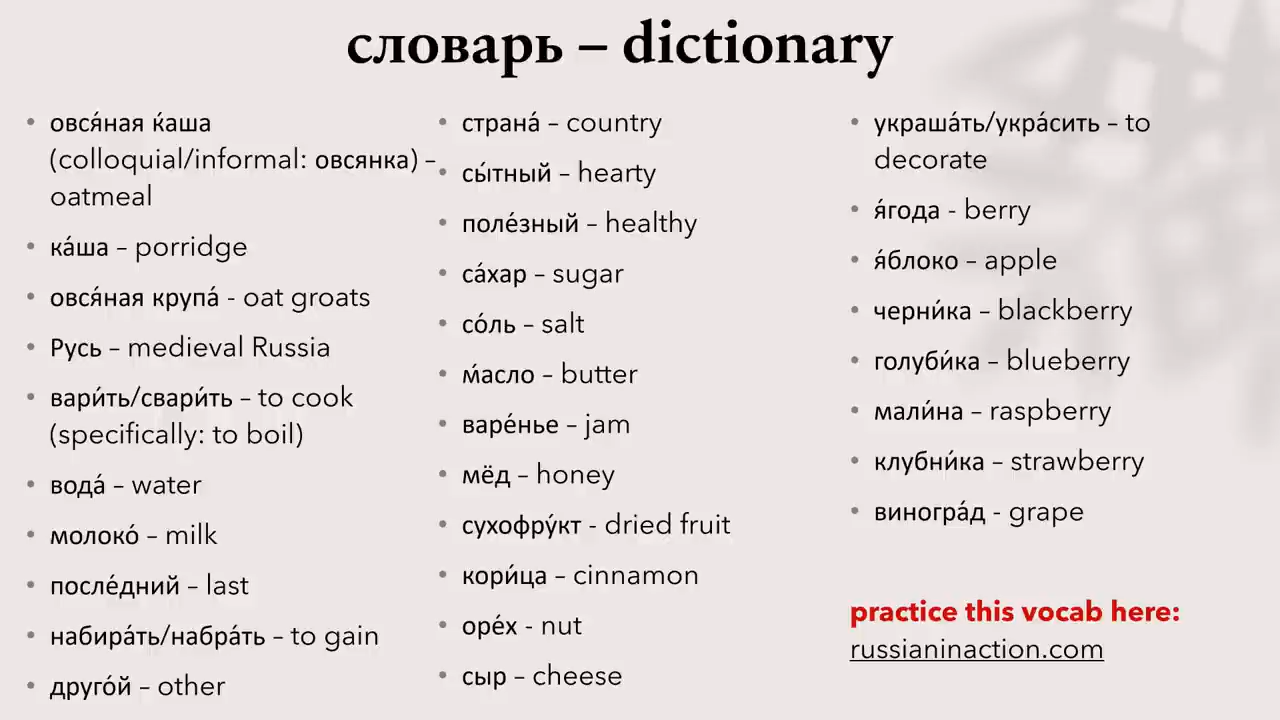 словарь – dictionary
овся́ная ќаша
(colloquial/informal: овсянка) –
oatmeal
ка́ша – porridge
овся́ная крупа́ - oat groats
Русь – medieval Russia
вари́ть/свари́ть – to cook
(specifically: to boil)
вода́ – water
молоко́ – milk
после́дний – last
набира́ть/набра́ть – to gain
друго́й – other
страна́ – country
сы́тный – hearty
поле́зный – healthy
са́хар – sugar
со́ль – salt
м́асло – butter
варе́нье – jam
мёд – honey
сухофру́кт - dried fruit
кори́ца – cinnamon
оре́х - nut
сыр – cheese
украша́ть/укра́сить – to
decorate
я́года - berry
я́блоко – apple
черни́ка – blackberry
голуби́ка – blueberry
мали́на – raspberry
клубни́ка – strawberry
виногра́д - grape
practice this vocab here:
russianinaction.com